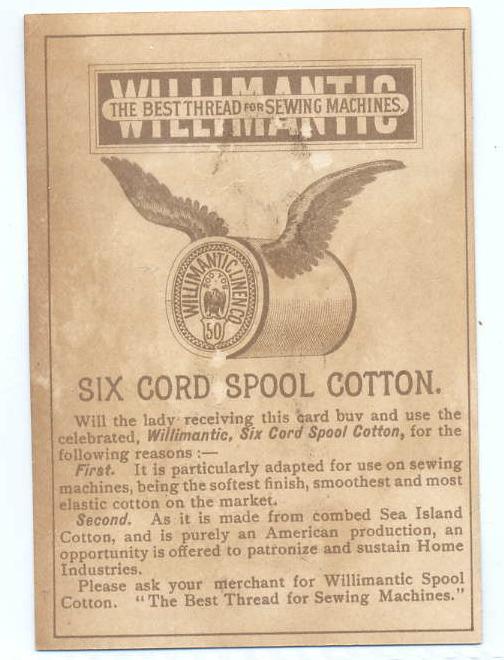 WILLIMANTIC
THE BEST THREAD FOR SEWING MACHINES.
WILLIMANTIC LINEN CO.
200 YDS
50
SIX CORD SPOOL COTTON.
Will the lady receiving this card buy and use the
celebrated, Willimantic, Six Cord Spool Cotton, for the
following reasons :—
First. It is particularly adapted for use on sewing
machines, being the softest finish, smoothest and most
elastic cotton on the market.
Second. As it is made from combed Sea Island
Cotton, and is purely an American production, an
opportunity is offered to patronize and sustain Home
Industries.
Please ask your merchant for Willimantic Spool
Cotton. "The Best Thread for Sewing Machines."